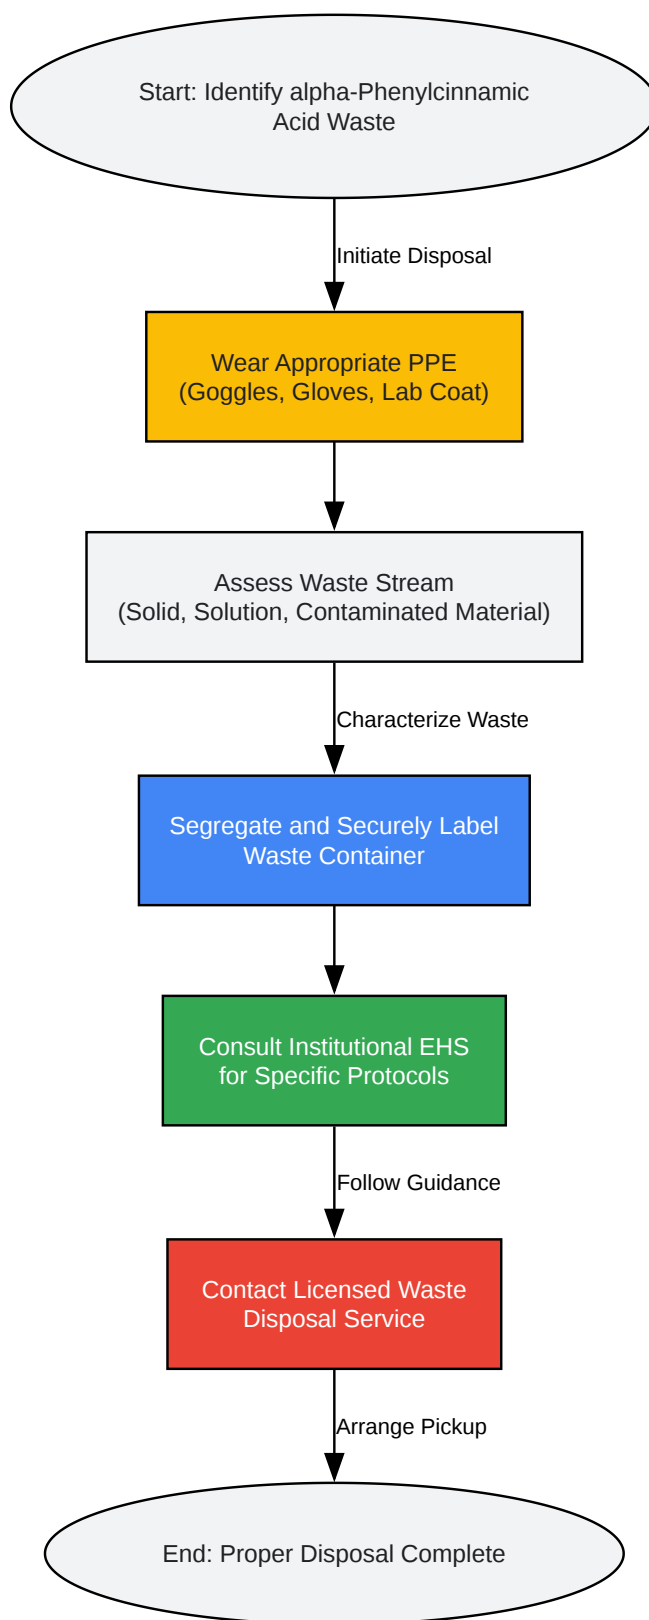 Start: Identify alpha-Phenylcinnamic
Acid Waste
Initiate Disposal
Wear Appropriate PPE
(Goggles, Gloves, Lab Coat)
Assess Waste Stream
(Solid, Solution, Contaminated Material)
Characterize Waste
Segregate and Securely Label
Waste Container
Consult Institutional EHS
for Specific Protocols
Follow Guidance
Contact Licensed Waste
Disposal Service
Arrange Pickup
End: Proper Disposal Complete